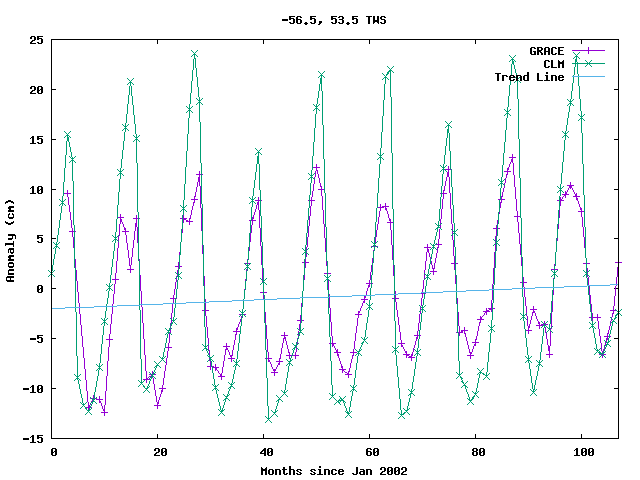 -56.5, 53.5 TWS
GRACE
CLM
Trend Line
25
20
15
10
5
0
-5
-10
-15
Anomaly (cm)
0 20 40 60 80 100
Months since Jan 2002